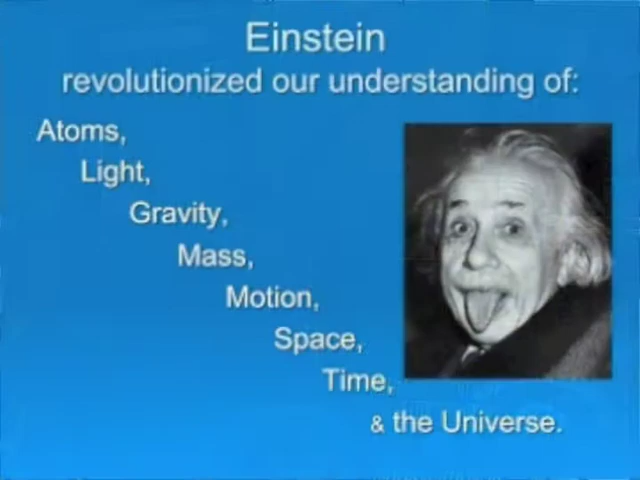 Einstein
revolutionized our understanding of:
Atoms,
Light,
Gravity,
Mass,
Motion,
Space,
Time,
& the Universe.